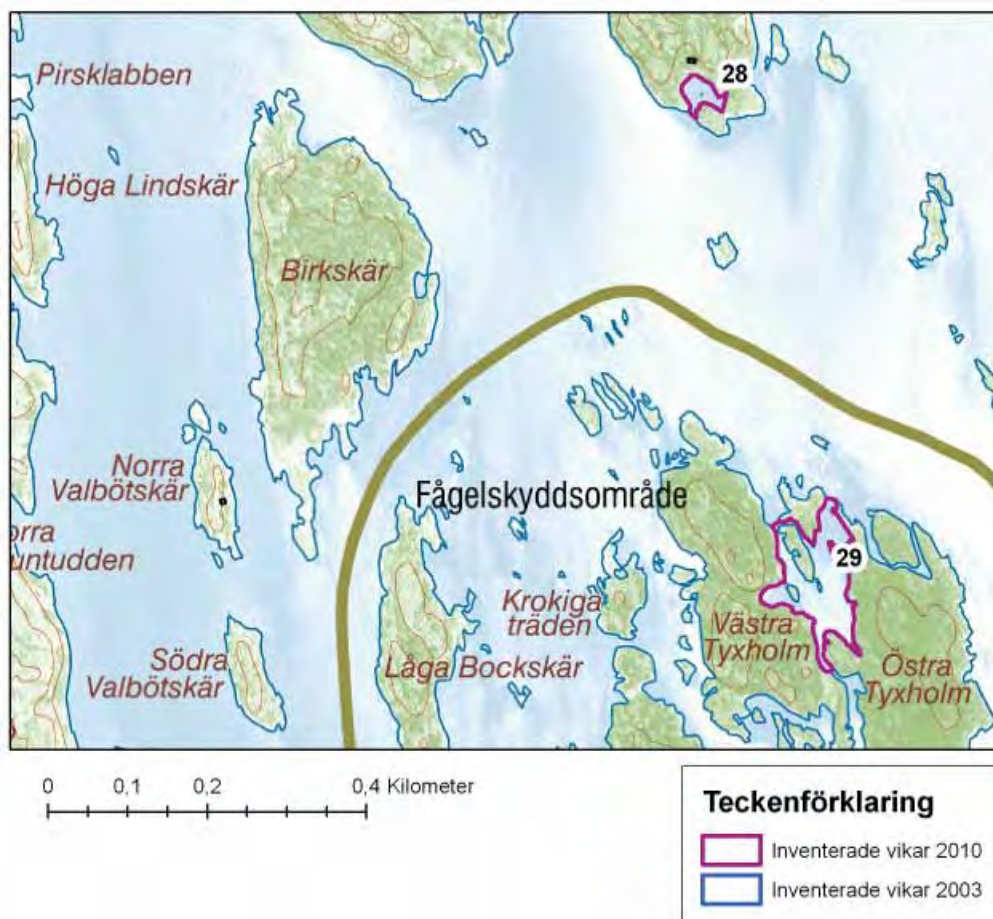 Pirsklabben
28
Höga Lindskär
Birkskär
Norra
Valbötskär
Fågelskyddsområde
orra
untudden
29
Krokiga
träden
Västra
Tyxholm
Södra
Valbötskär
Låga Bockskär
Östra
Tyxholm
0 0,1 0,2 0,4 Kilometer
Teckenförklaring
Inventerade vikar 2010
Inventerade vikar 2003